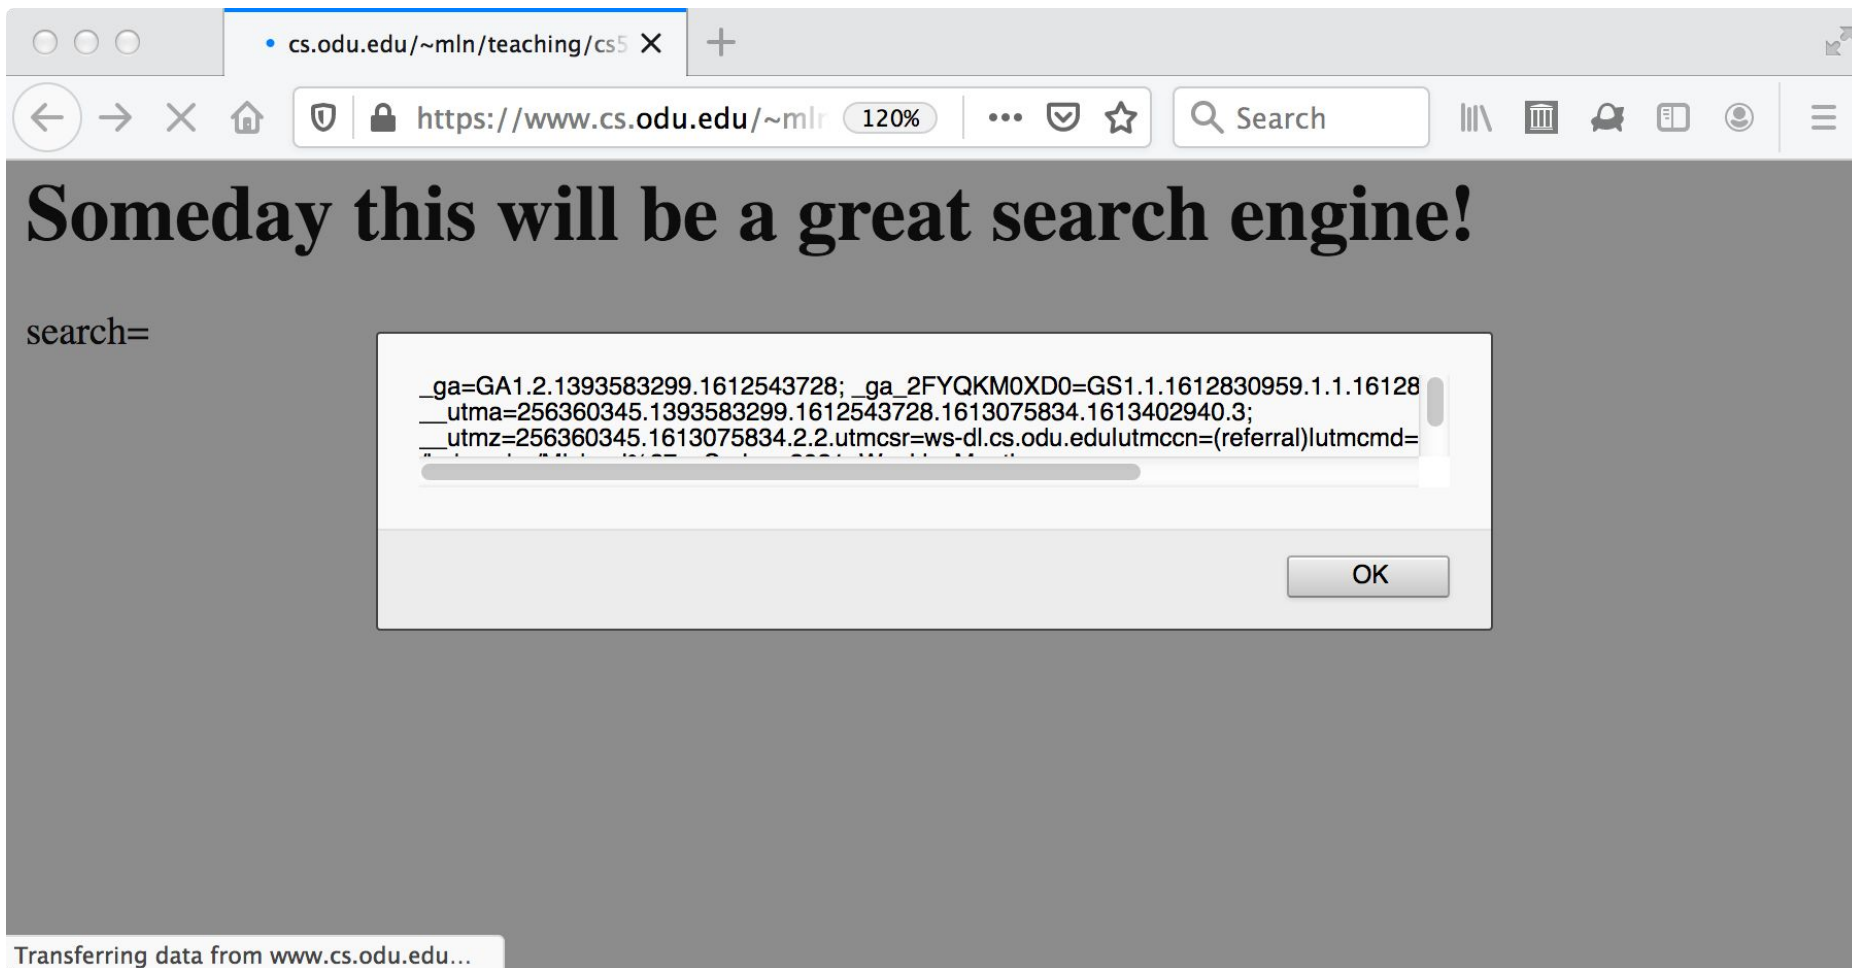 cs.odu.edu/~mln/teaching/cs5
https://www.cs.odu.edu/~mln
120%
Search
Someday this will be a great search engine!
search=
_ga=GA1.2.1393583299.1612543728; _ga_2FYQKM0XD0=GS1.1.1612830959.1.1.16128
__utma=256360345.1393583299.1612543728.1613075834.1613402940.3;
__utmz=256360345.1613075834.2.2.utmcsr=ws-dl.cs.odu.edu|utmccn=(referral)|utmcmd=
OK
Transferring data from www.cs.odu.edu...